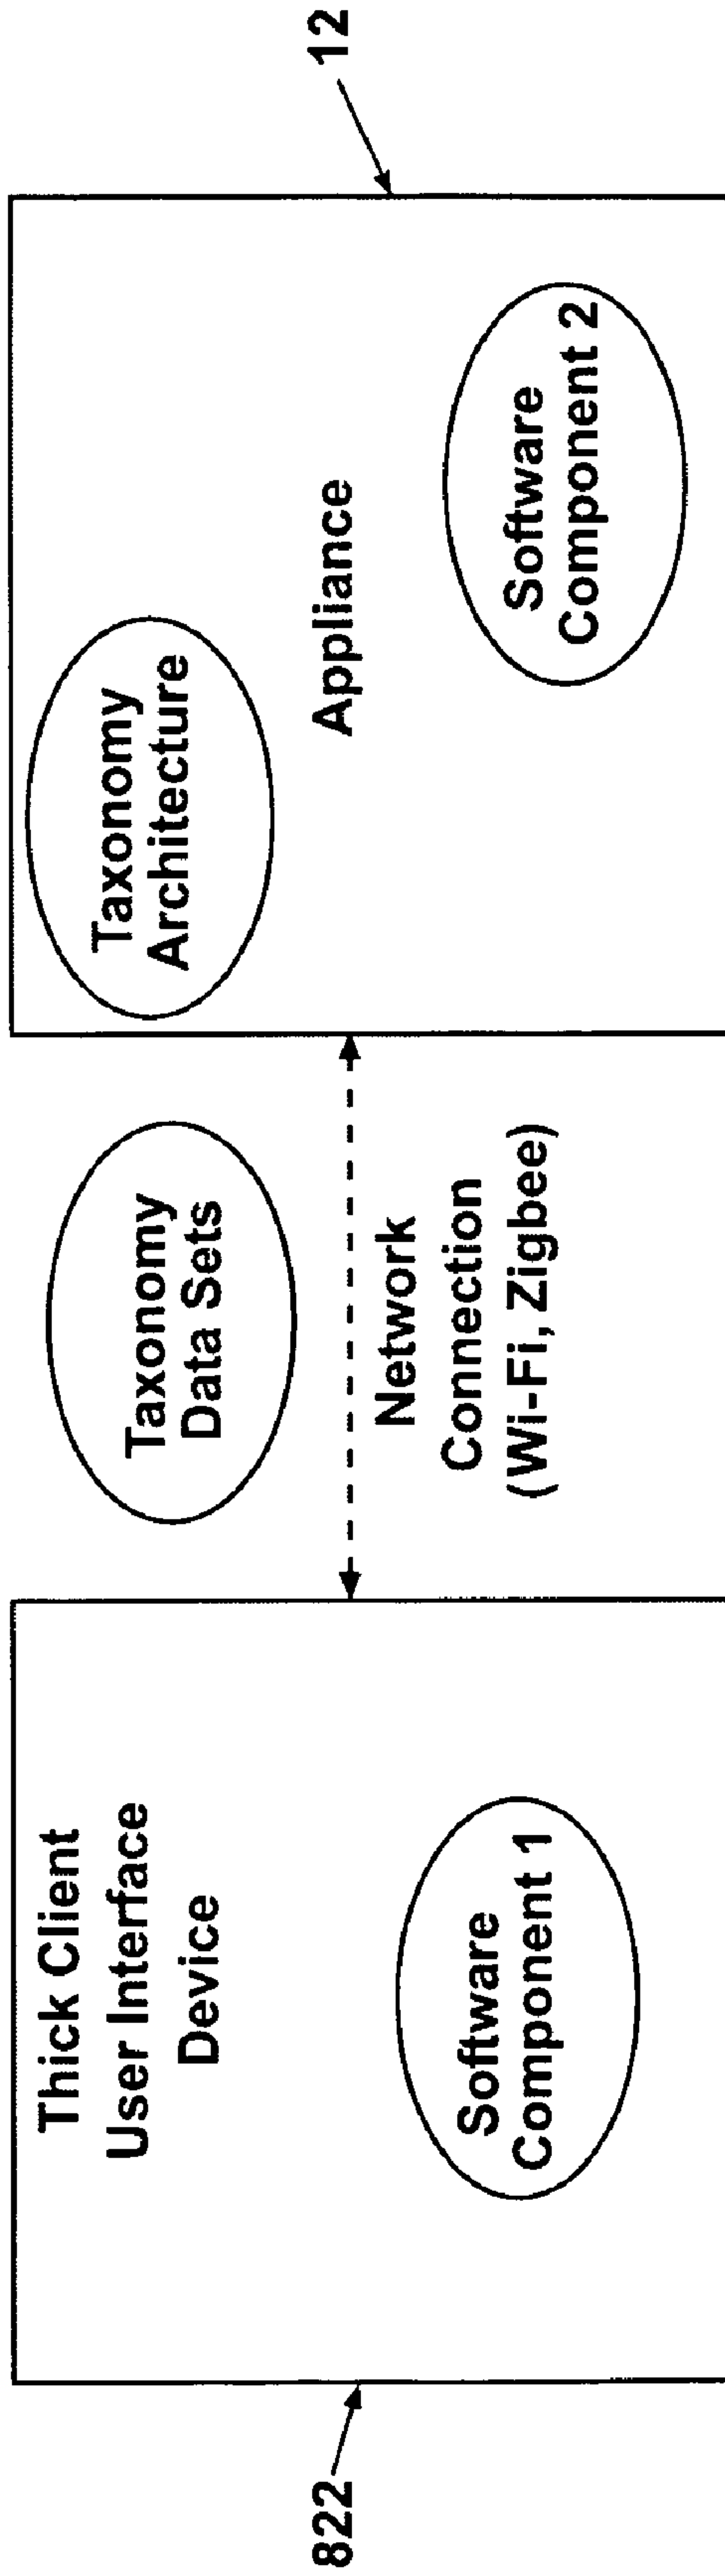 822
Thick Client
User Interface
Device
Software
Component 1
Taxonomy
Data Sets
Network
Connection
(Wi-Fi, Zigbee)
Taxonomy
Architecture
Appliance
Software
Component 2
12